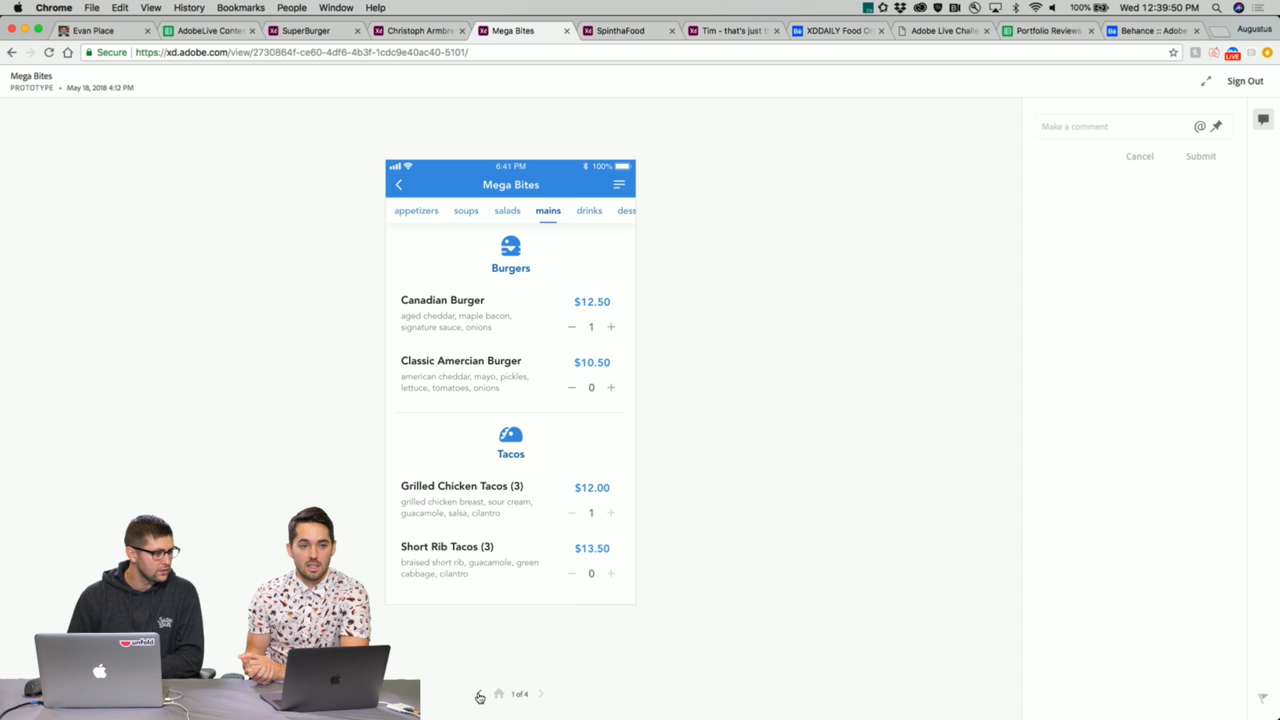 Chrome File Edit View History Bookmarks People Window Help
100% Wed 12:39:50 PM
Evan Place
AdobeLive Contes
SuperBurger
Christoph Armbre
Mega Bites
SpinthaFood
Tim - that's just th
XDDAILY Food Or
Adobe Live Challe
Portfolio Reviews
Behance :: Adobe
Augustus
Secure https://xd.adobe.com/view/2730864f-ce60-4df6-4b3f-1cdc9e40ac40-5101/
LIVE
Mega Bites
PROTOTYPE • May 18, 2018 4:12 PM
Sign Out
Make a comment
Cancel Submit
6:41 PM 100%
Mega Bites
appetizers soups salads mains drinks dess
Burgers
Canadian Burger $12.50
aged cheddar, maple bacon,
signature sauce, onions
− 1 +
Classic Amercian Burger $10.50
american cheddar, mayo, pickles,
lettuce, tomatoes, onions
− 0 +
Tacos
Grilled Chicken Tacos (3) $12.00
grilled chicken breast, sour cream,
guacamole, salsa, cilantro
− 1 +
Short Rib Tacos (3) $13.50
braised short rib, guacamole, green
cabbage, cilantro
− 0 +
unfold
1 of 4